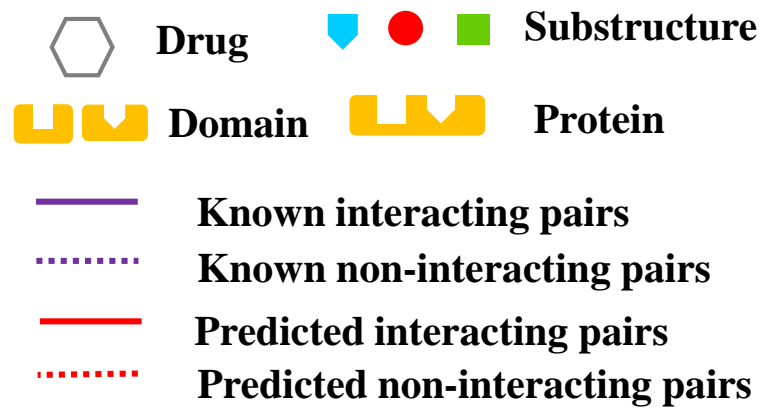 Drug
Substructure
Domain
Protein
Known interacting pairs
Known non-interacting pairs
Predicted interacting pairs
Predicted non-interacting pairs